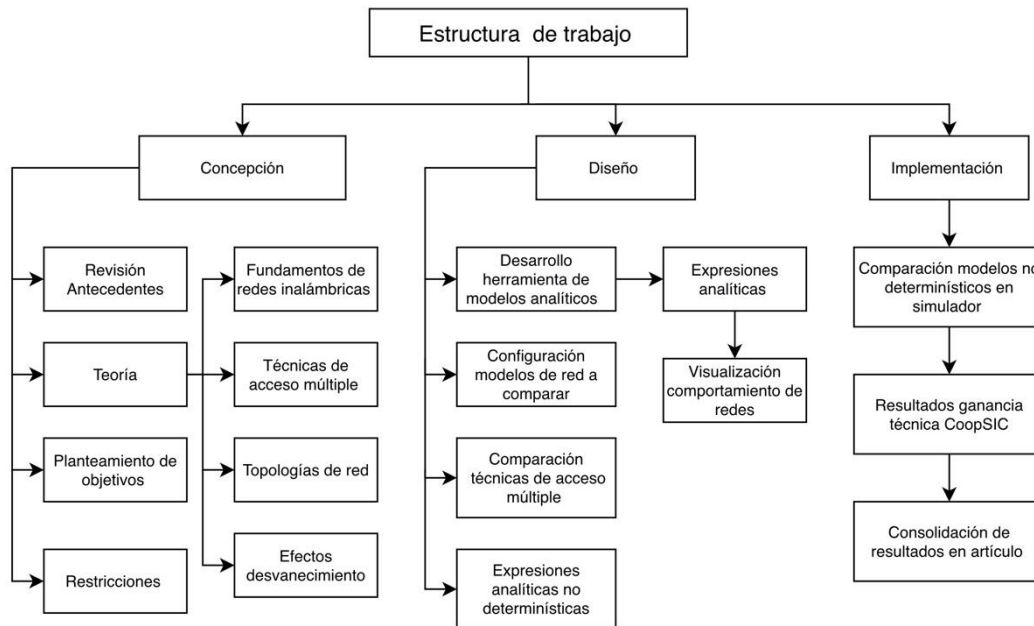 Estructura de trabajo
Concepción
Diseño
Implementación
Revisión
Antecedentes
Teoría
Planteamiento de
objetivos
Restricciones
Fundamentos de
redes inalámbricas
Técnicas de
acceso múltiple
Topologías de red
Efectos
desvanecimiento
Desarrollo
herramienta de
modelos analíticos
Configuración
modelos de red a
comparar
Comparación
técnicas de acceso
múltiple
Expresiones
analíticas no
determinísticas
Expresiones
analíticas
Visualización
comportamiento de
redes
Comparación modelos no
determinísticos en
simulador
Resultados ganancia
técnica CoopSIC
Consolidación de
resultados en artículo